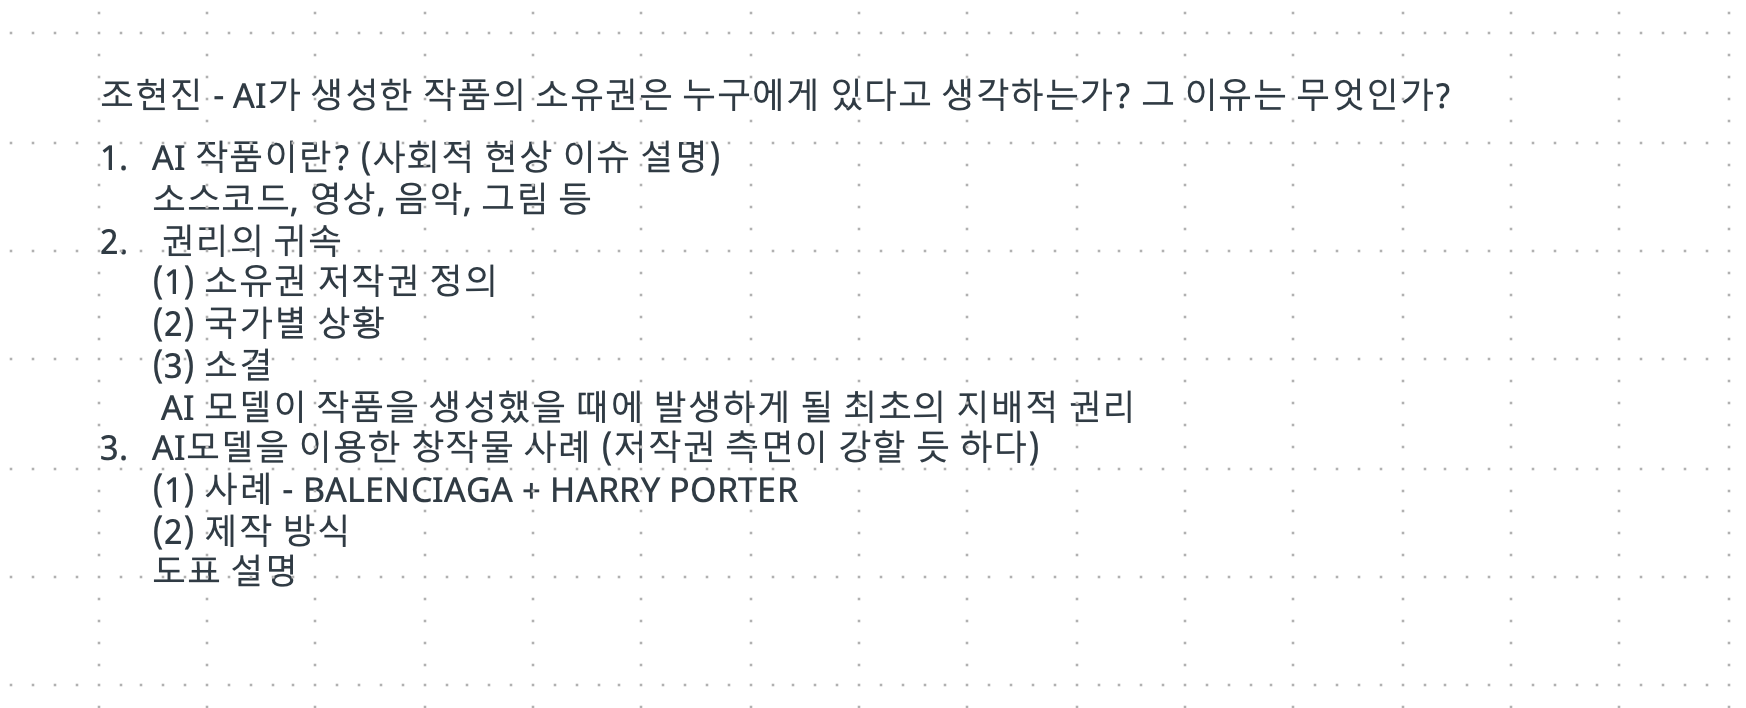 조현진 - AI가 생성한 작품의 소유권은 누구에게 있다고 생각하는가? 그 이유는 무엇인가?
1. AI 작품이란? (사회적 현상 이슈 설명)
소스코드, 영상, 음악, 그림 등
2. 권리의 귀속
(1) 소유권 저작권 정의
(2) 국가별 상황
(3) 소결
AI 모델이 작품을 생성했을 때에 발생하게 될 최초의 지배적 권리
3. AI모델을 이용한 창작물 사례 (저작권 측면이 강할 듯 하다)
(1) 사례 - BALENCIAGA + HARRY PORTER
(2) 제작 방식
도표 설명